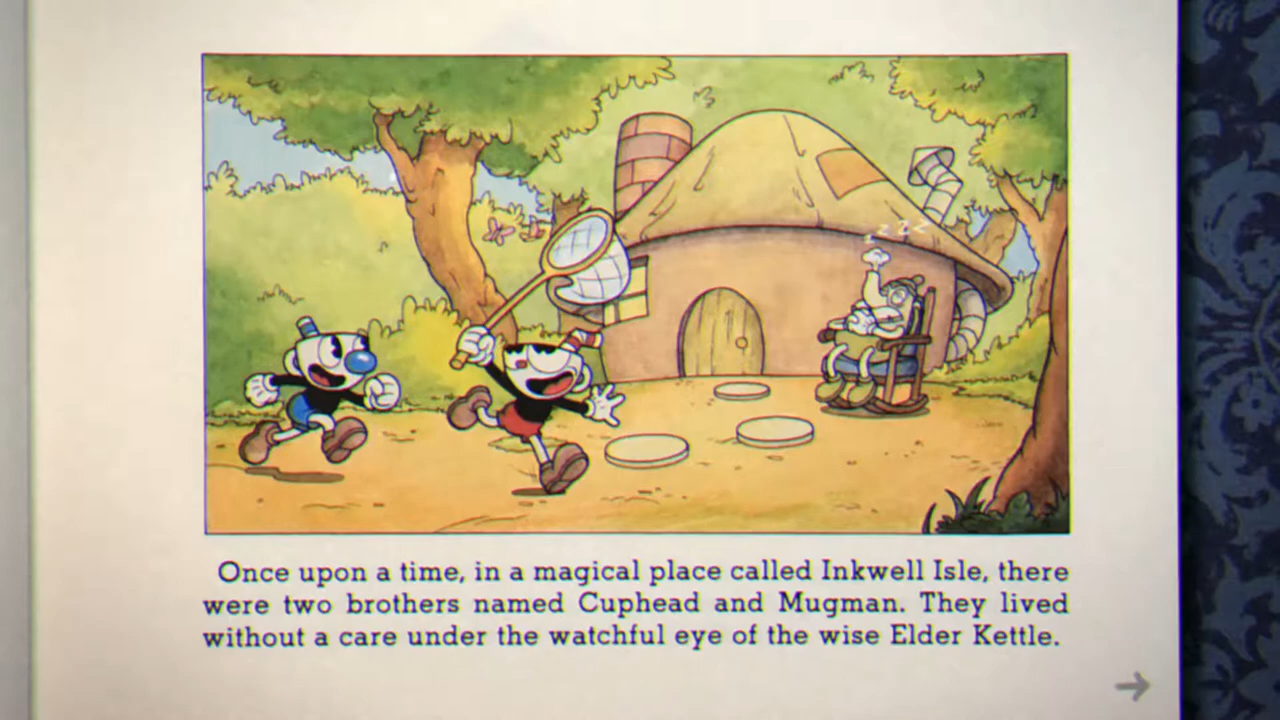 z z z z
Once upon a time, in a magical place called Inkwell Isle, there
were two brothers named Cuphead and Mugman. They lived
without a care under the watchful eye of the wise Elder Kettle.